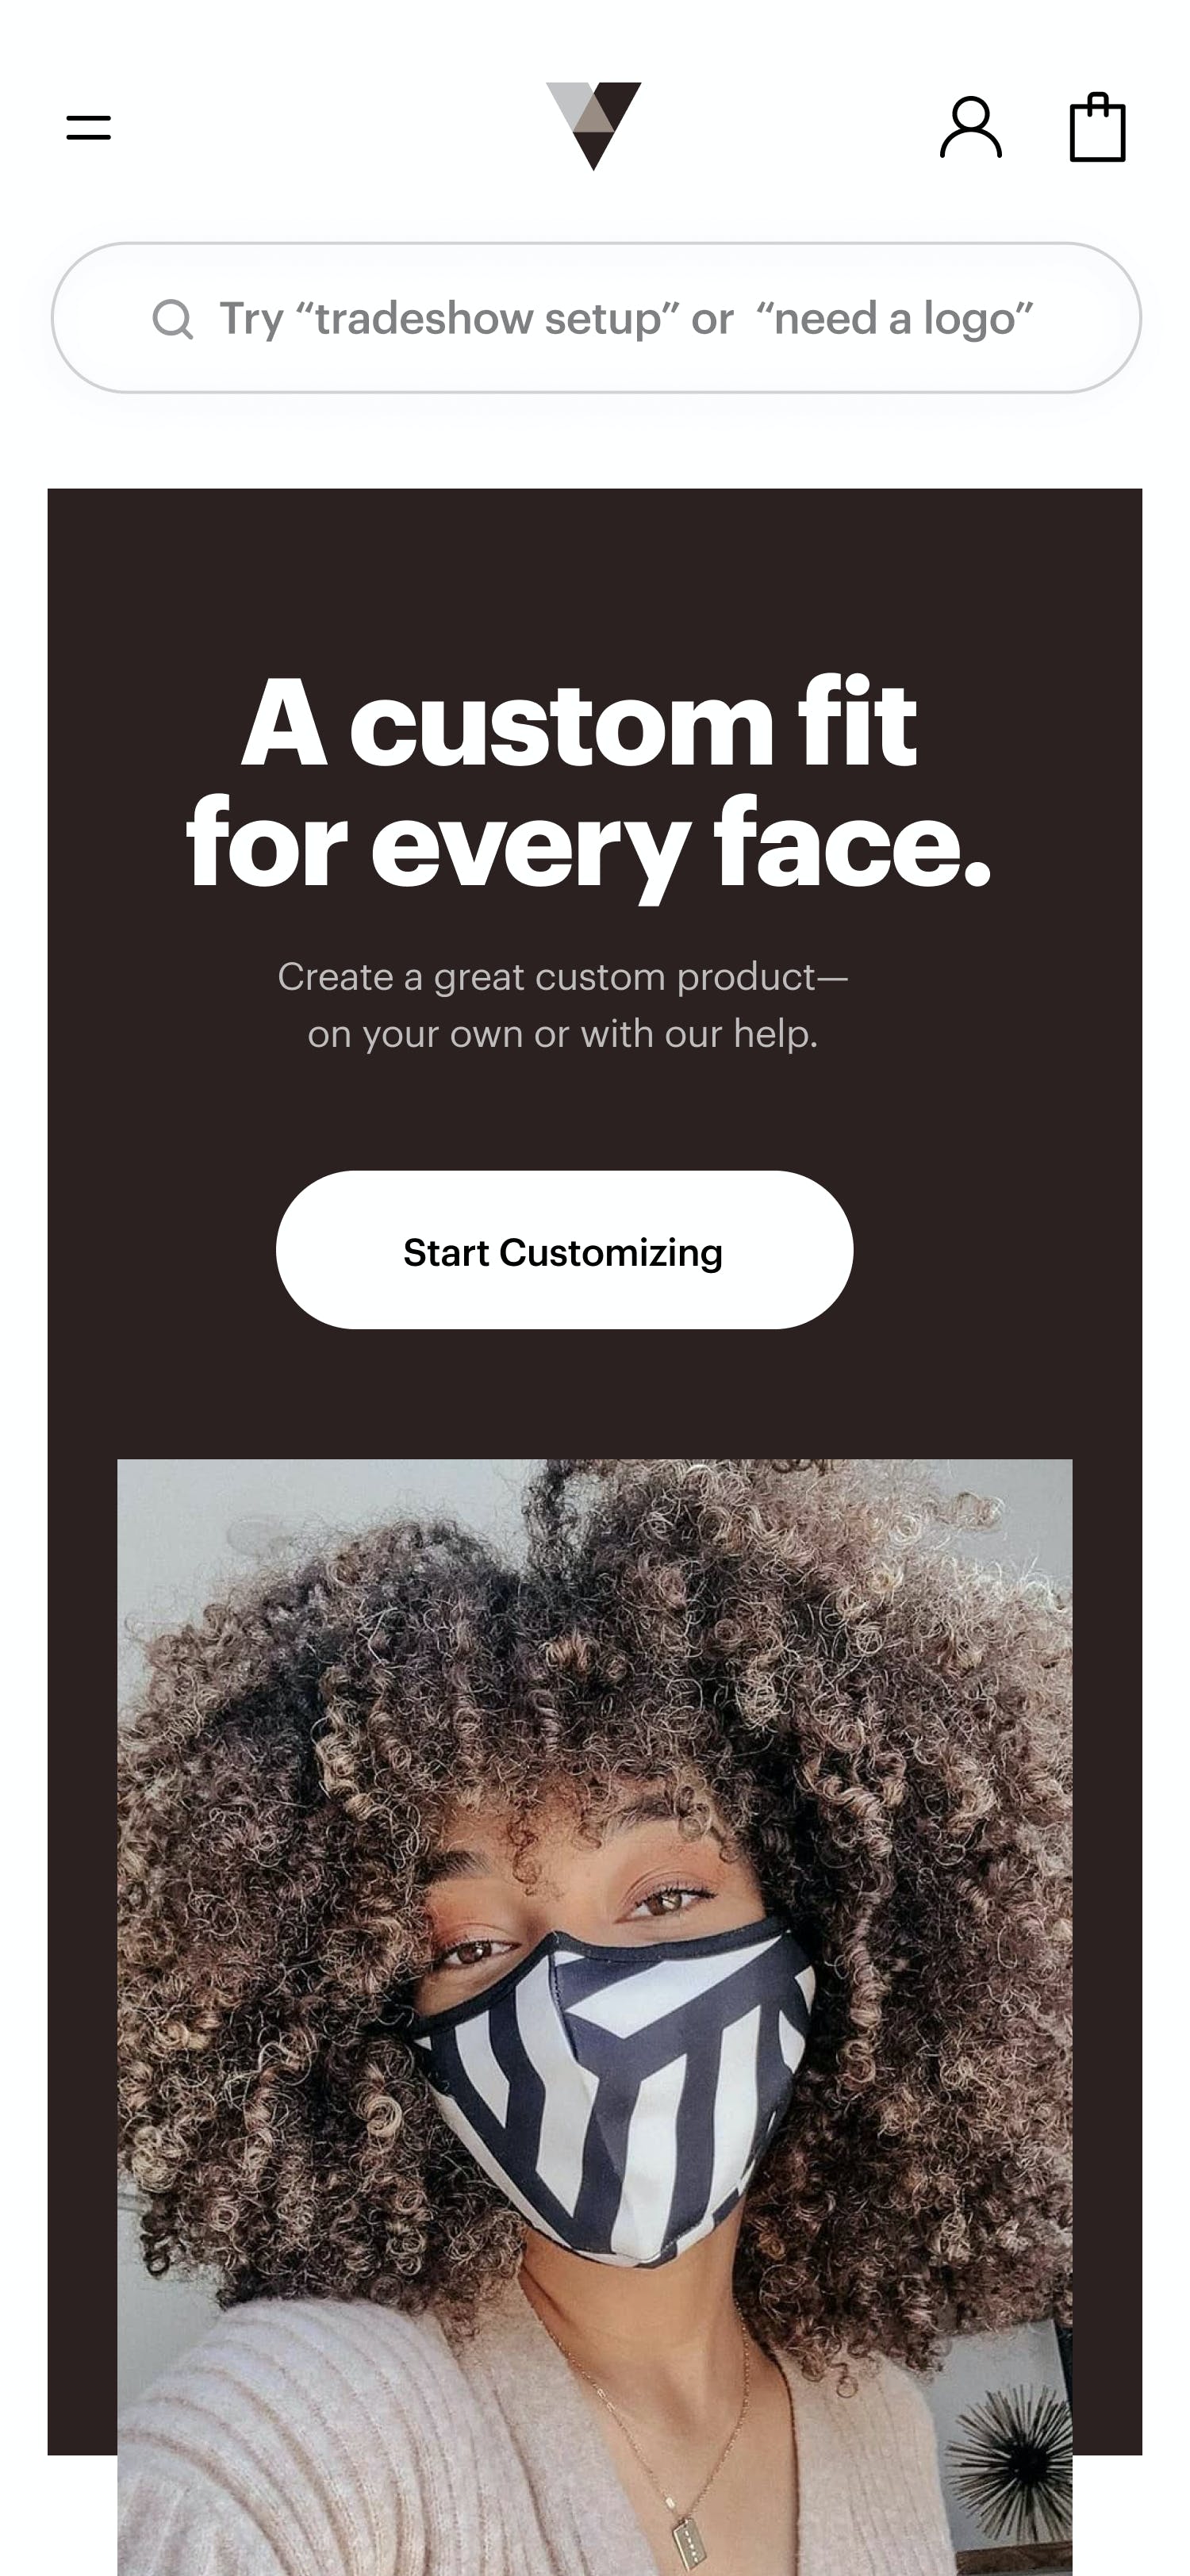 Try “tradeshow setup” or “need a logo”
A custom fit
for every face.
Create a great custom product—
on your own or with our help.
Start Customizing